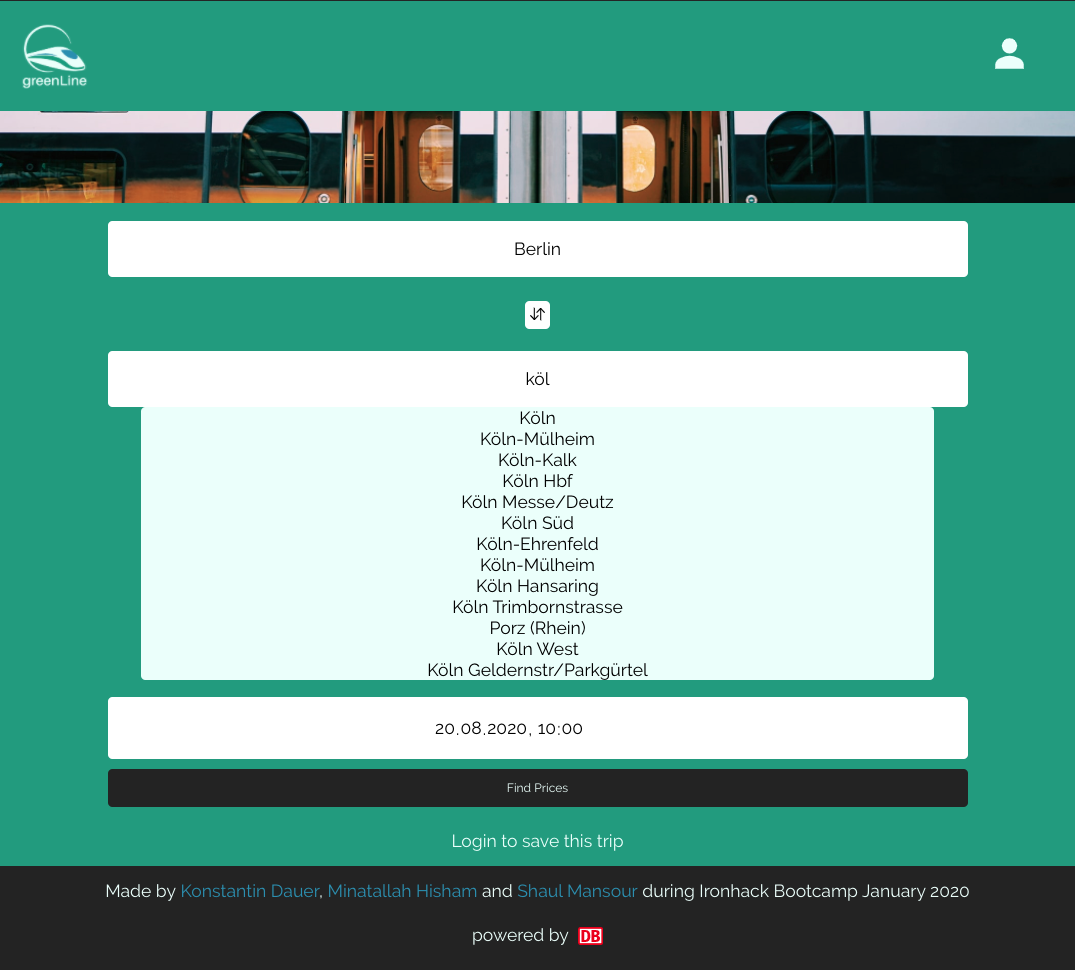 greenLine
Berlin
köl
Köln
Köln-Mülheim
Köln-Kalk
Köln Hbf
Köln Messe/Deutz
Köln Süd
Köln-Ehrenfeld
Köln-Mülheim
Köln Hansaring
Köln Trimbornstrasse
Porz (Rhein)
Köln West
Köln Geldernstr/Parkgürtel
20.08.2020, 10:00
Find Prices
Login to save this trip
Made by Konstantin Dauer, Minatallah Hisham and Shaul Mansour during Ironhack Bootcamp January 2020
powered by DB